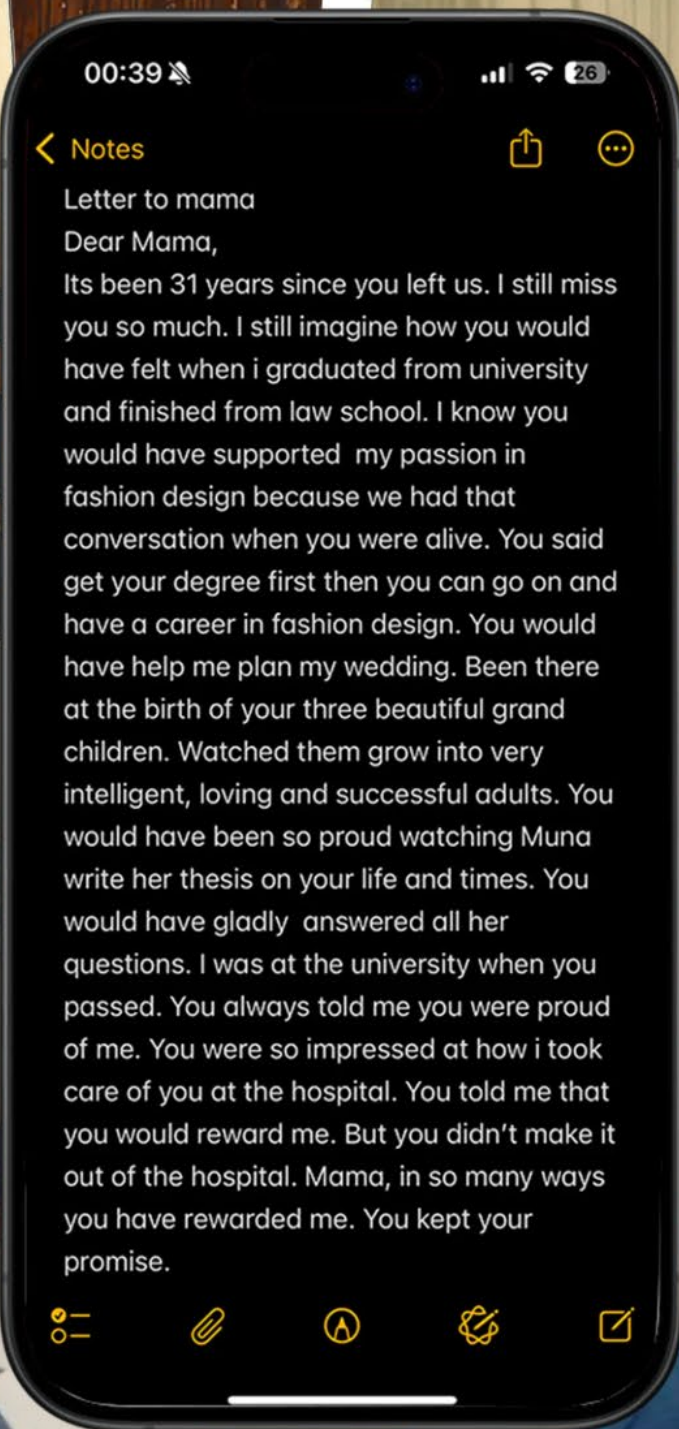 00:39
26
Notes
Letter to mama
Dear Mama,
Its been 31 years since you left us. I still miss
you so much. I still imagine how you would
have felt when i graduated from university
and finished from law school. I know you
would have supported  my passion in
fashion design because we had that
conversation when you were alive. You said
get your degree first then you can go on and
have a career in fashion design. You would
have help me plan my wedding. Been there
at the birth of your three beautiful grand
children. Watched them grow into very
intelligent, loving and successful adults. You
would have been so proud watching Muna
write her thesis on your life and times. You
would have gladly  answered all her
questions. I was at the university when you
passed. You always told me you were proud
of me. You were so impressed at how i took
care of you at the hospital. You told me that
you would reward me. But you didn't make it
out of the hospital. Mama, in so many ways
you have rewarded me. You kept your
promise.